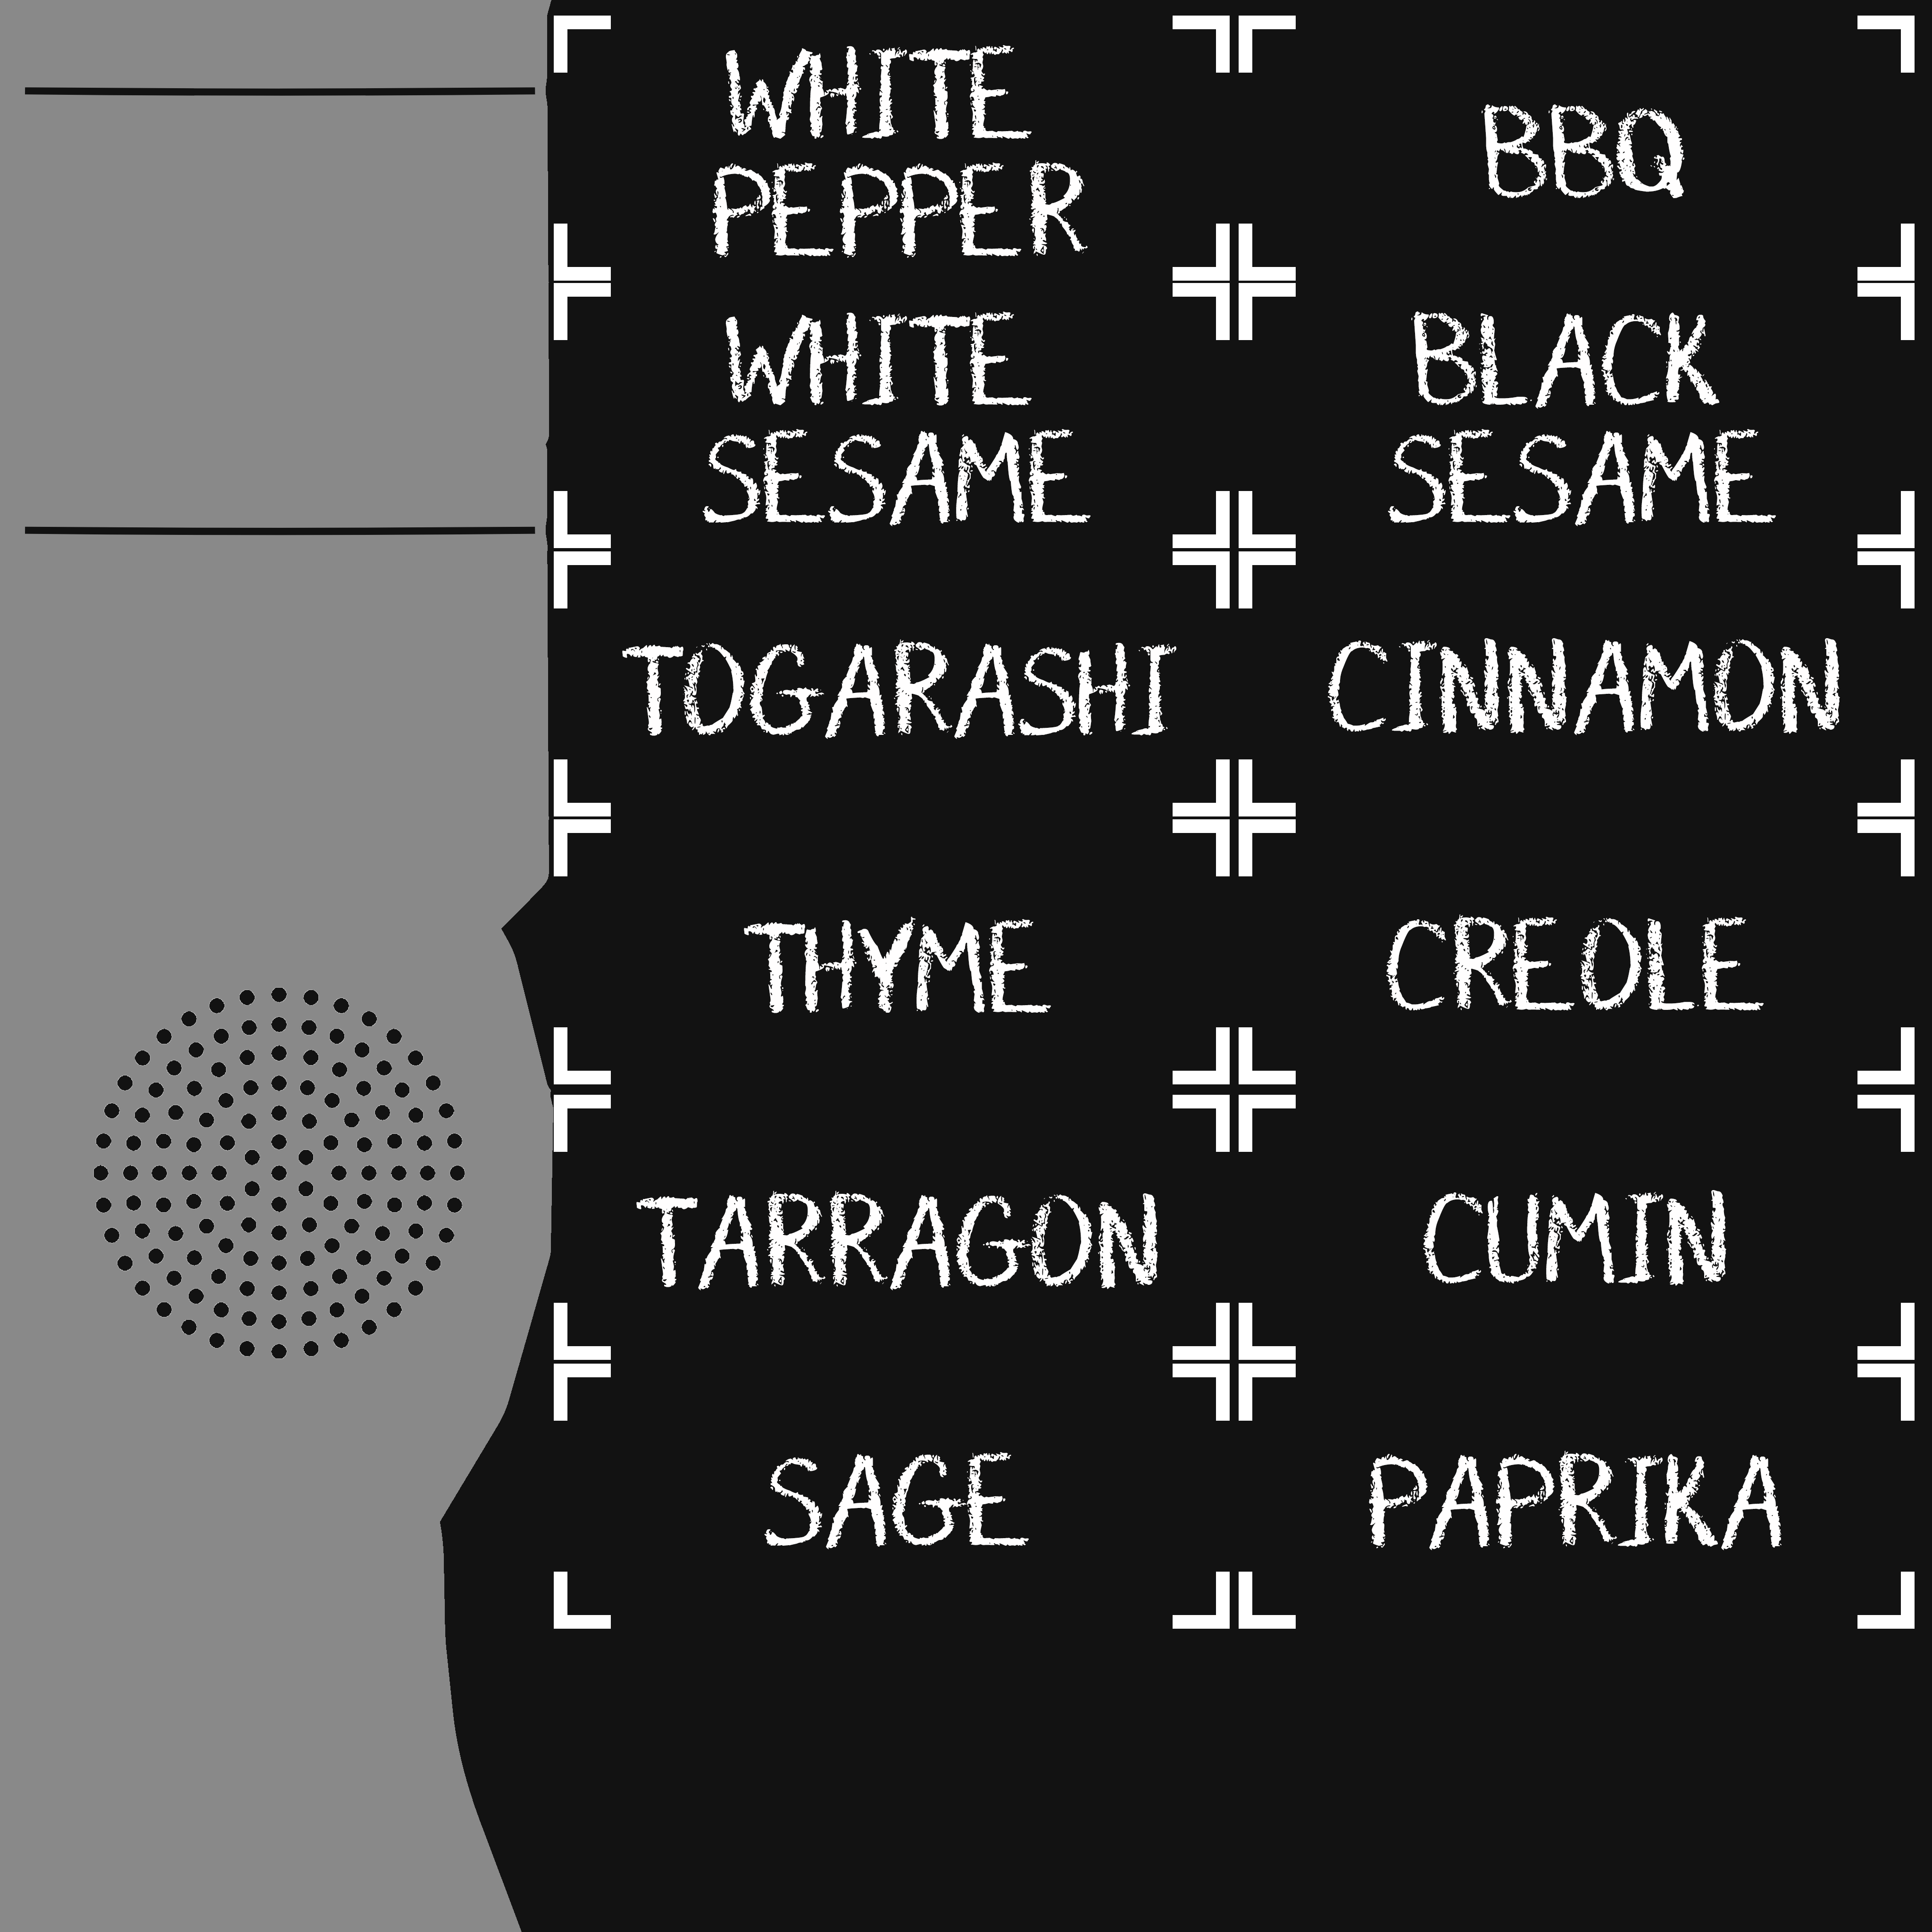 WHITE
PEPPER
BBQ
WHITE
SESAME
BLACK
SESAME
TOGARASHI
CINNAMON
THYME
CREOLE
TARRAGON
CUMIN
SAGE
PAPRIKA